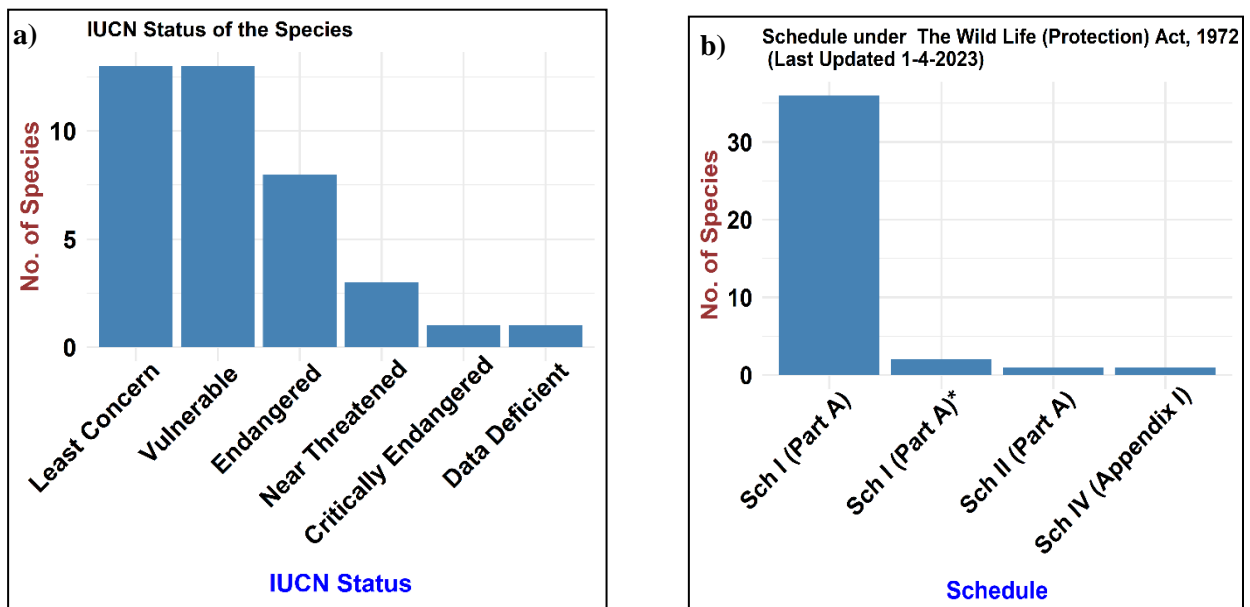 a)
IUCN Status of the Species
No. of Species
10
5
0
Least Concern
Vulnerable
Endangered
Near Threatened
Critically Endangered
Data Deficient
IUCN Status
b)
Schedule under The Wild Life (Protection) Act, 1972
(Last Updated 1-4-2023)
No. of Species
30
20
10
0
Sch I (Part A)
Sch I (Part A)*
Sch II (Part A)
Sch IV (Appendix I)
Schedule